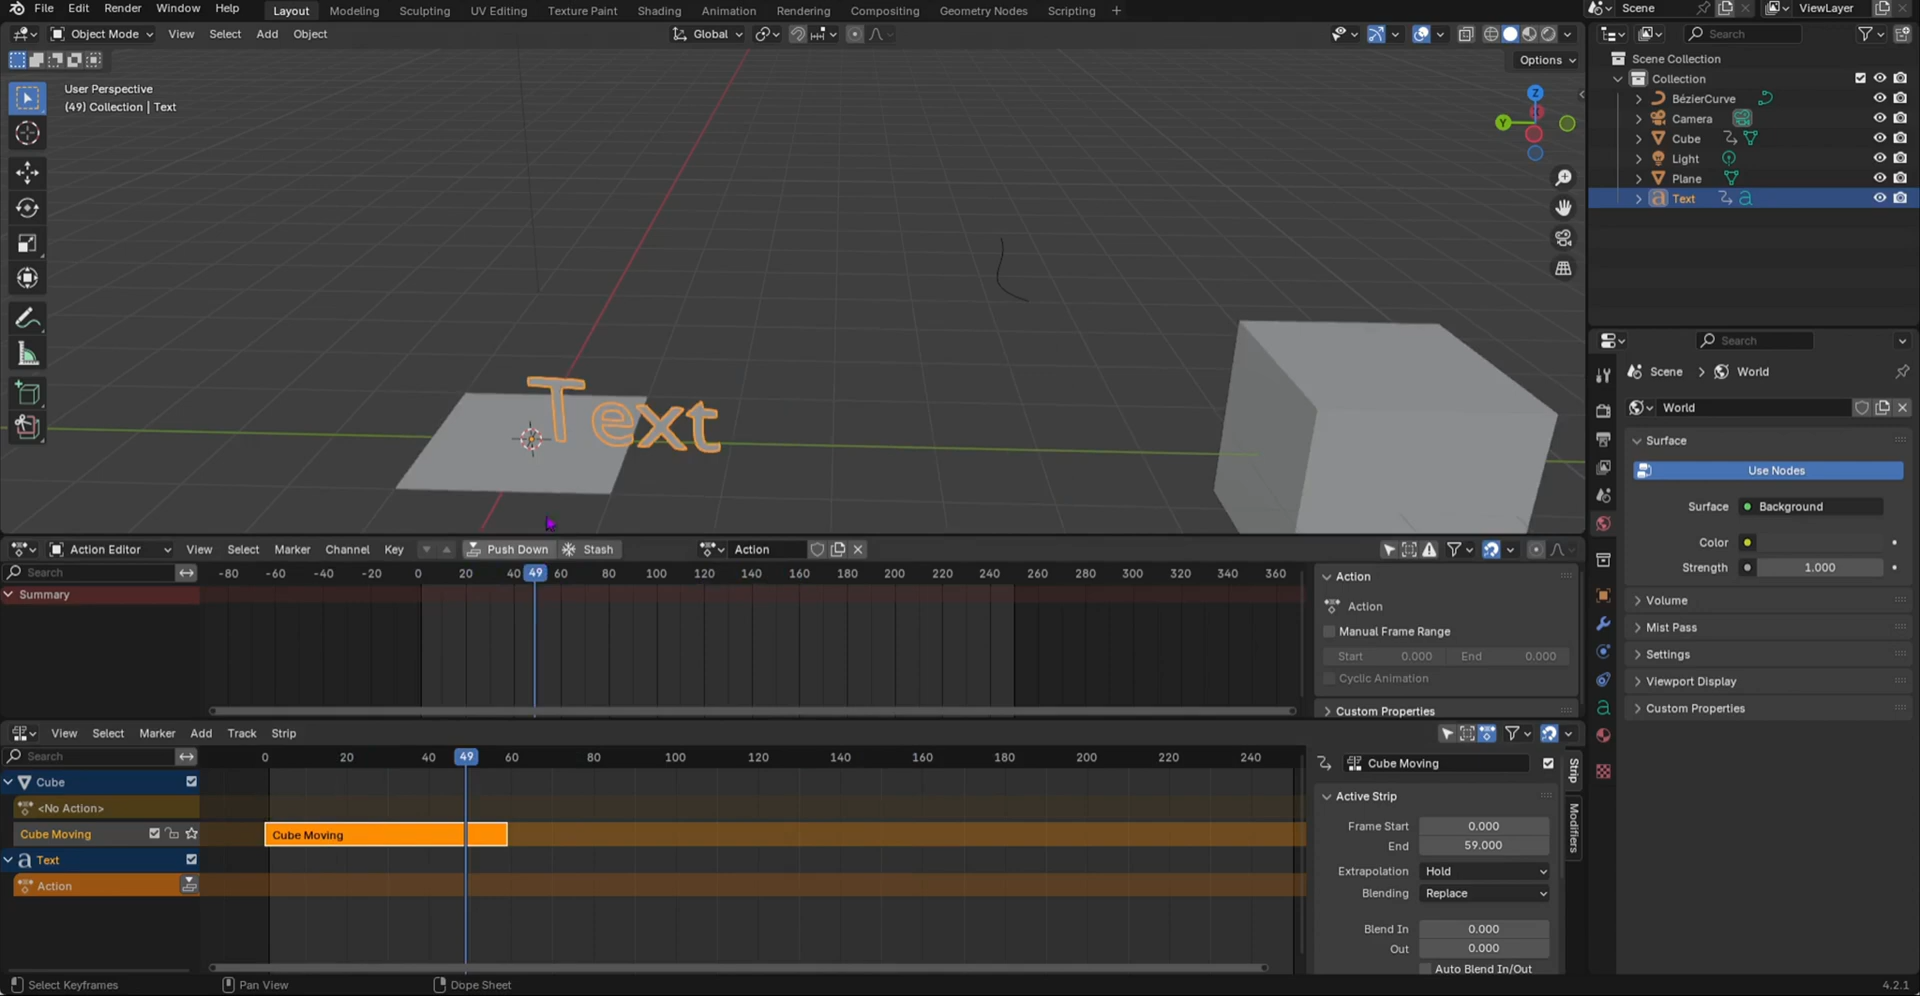 File Edit Render Window Help Layout Modeling Sculpting UV Editing Texture Paint Shading Animation Rendering Compositing Geometry Nodes Scripting + Scene ViewLayer
Object Mode View Select Add Object Global Search
Options
User Perspective
(49) Collection | Text
Z
Y
Text
Scene Collection
Collection
BézierCurve
Camera
Cube
Light
Plane
Text
Search
Scene > World
World
Surface
Use Nodes
Surface Background
Color
Strength 1.000
Volume
Mist Pass
Settings
Viewport Display
Custom Properties
Action Editor View Select Marker Channel Key Push Down Stash Action
Search -80 -60 -40 -20 0 20 40 49 60 80 100 120 140 160 180 200 220 240 260 280 300 320 340 360
Summary
Action
Action
Manual Frame Range
Start 0.000 End 0.000
Cyclic Animation
Custom Properties
View Select Marker Add Track Strip
Search 0 20 40 49 60 80 100 120 140 160 180 200 220 240
Cube
<No Action>
Cube Moving Cube Moving
Text
Action
Cube Moving
Active Strip
Frame Start 0.000
End 59.000
Extrapolation Hold
Blending Replace
Blend In 0.000
Out 0.000
Auto Blend In/Out
Strip
Modifiers
Select Keyframes Pan View Dope Sheet 4.2.1